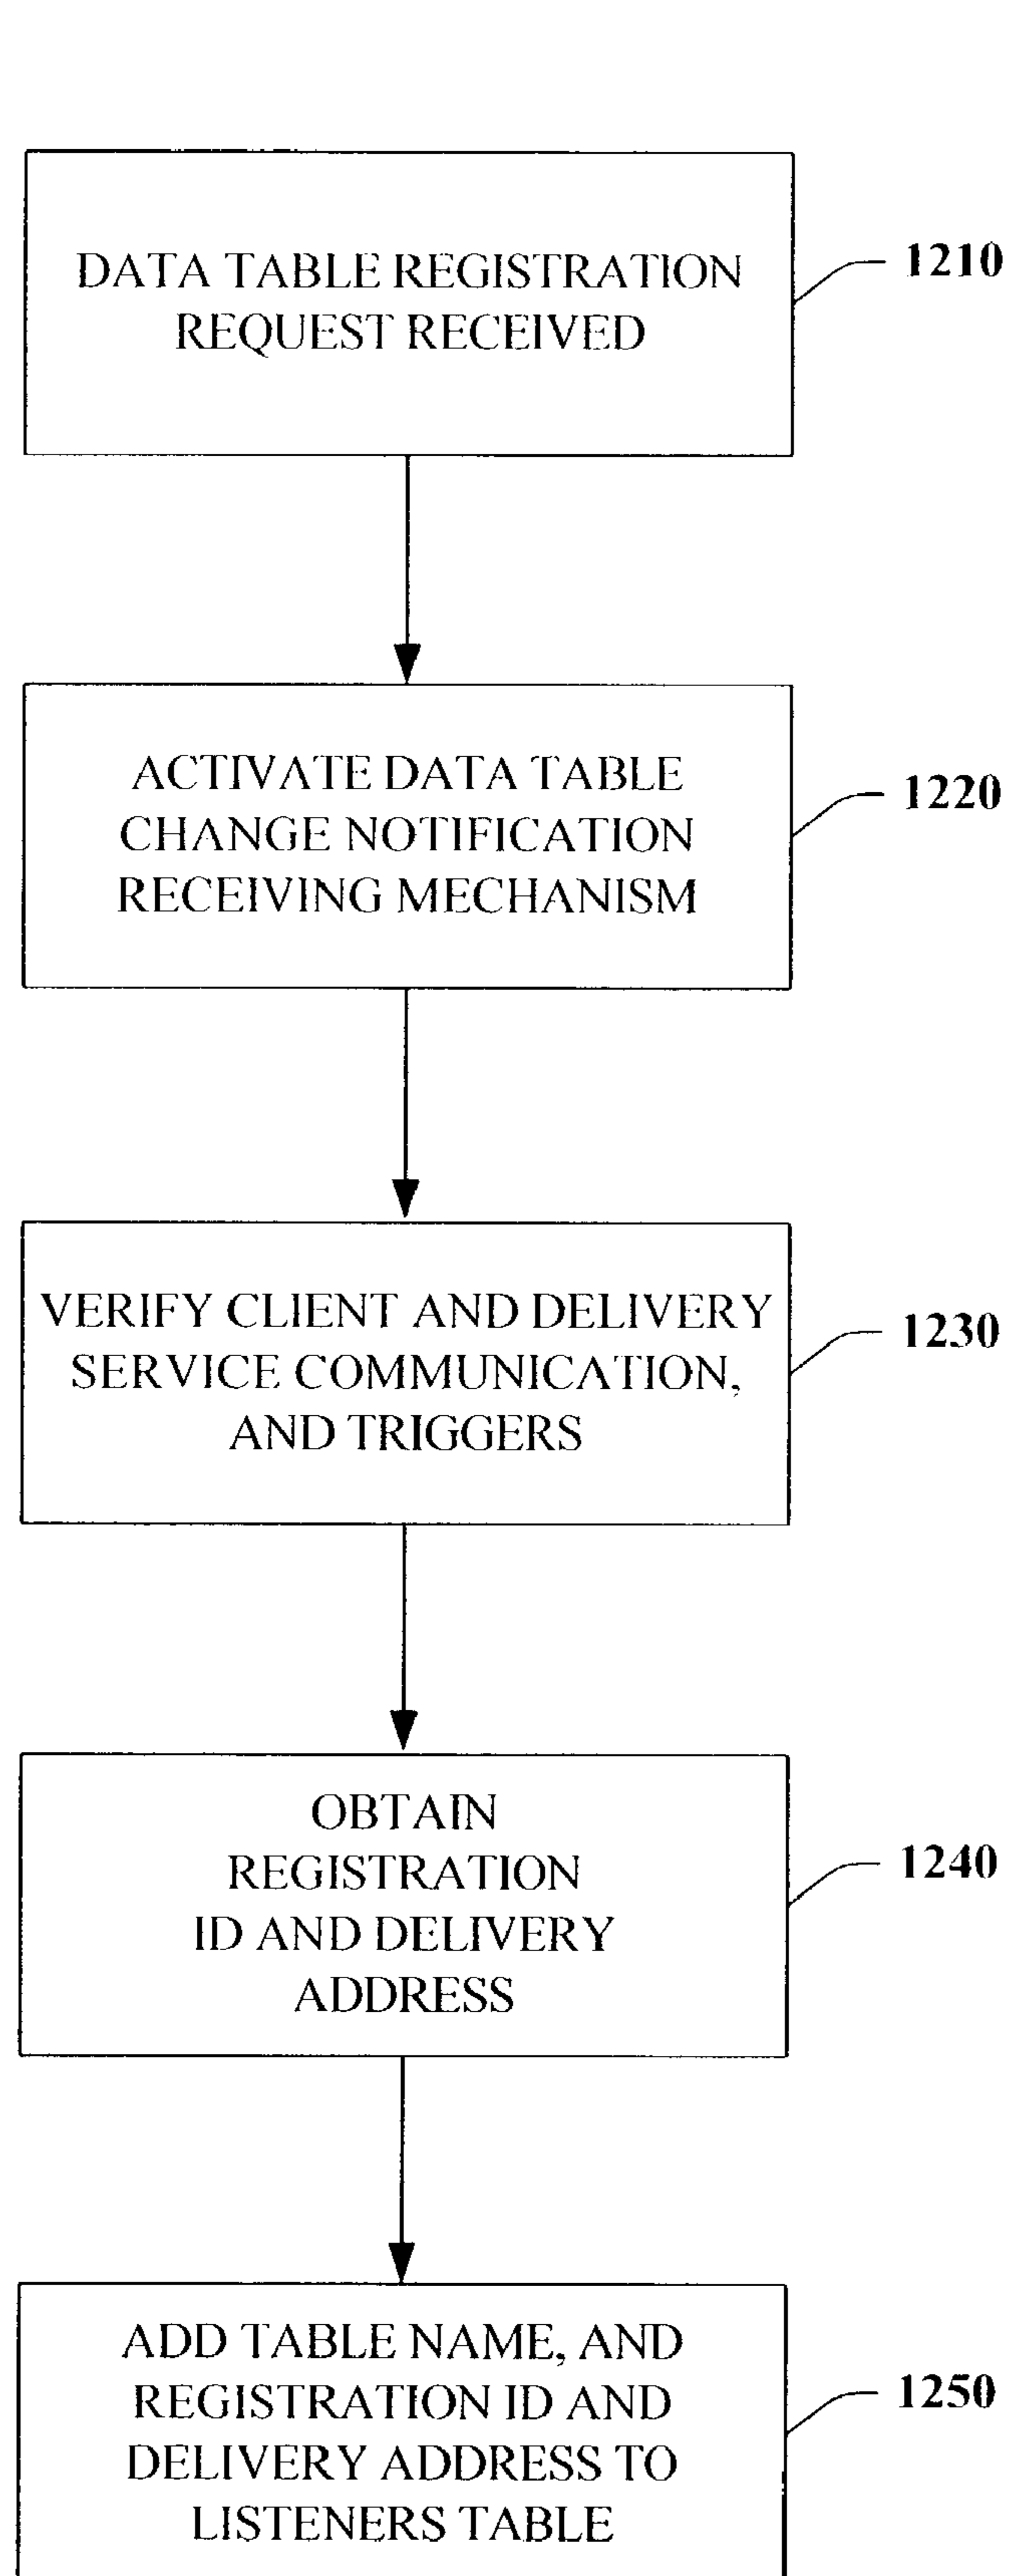 DATA TABLE REGISTRATION
REQUEST RECEIVED
1210
ACTIVATE DATA TABLE
CHANGE NOTIFICATION
RECEIVING MECHANISM
1220
VERIFY CLIENT AND DELIVERY
SERVICE COMMUNICATION,
AND TRIGGERS
1230
OBTAIN
REGISTRATION
ID AND DELIVERY
ADDRESS
1240
ADD TABLE NAME, AND
REGISTRATION ID AND
DELIVERY ADDRESS TO
LISTENERS TABLE
1250